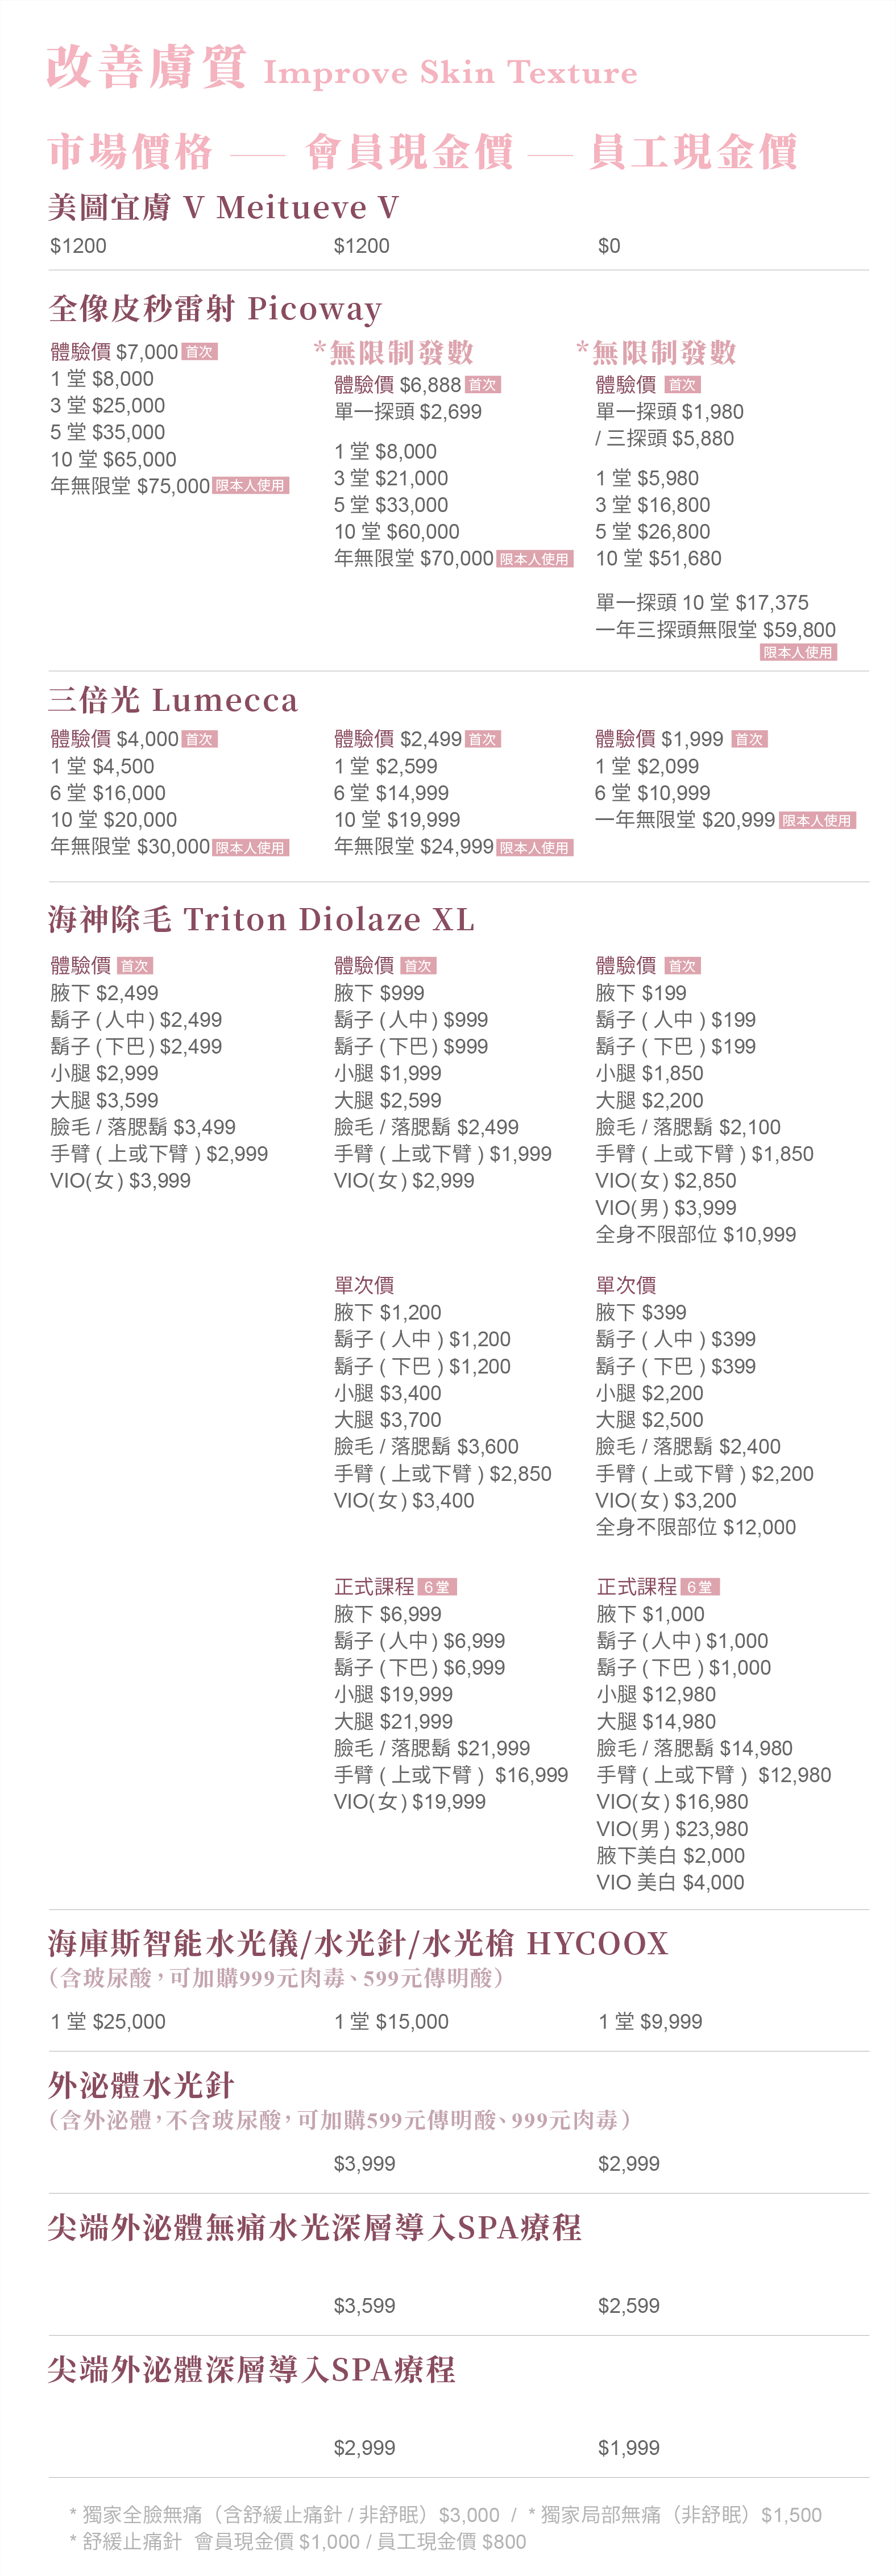 改善膚質 Improve Skin Texture
市場價格 — 會員現金價 — 員工現金價
美圖宜膚 V Meitueve V
$1200 $1200 $0
全像皮秒雷射 Picoway
體驗價 $7,000 首次
1 堂 $8,000
3 堂 $25,000
5 堂 $35,000
10 堂 $65,000
年無限堂 $75,000 限本人使用
*無限制發數
體驗價 $6,888 首次
單一探頭 $2,699
1 堂 $8,000
3 堂 $21,000
5 堂 $33,000
10 堂 $60,000
年無限堂 $70,000 限本人使用
*無限制發數
體驗價 首次
單一探頭 $1,980
/ 三探頭 $5,880
1 堂 $5,980
3 堂 $16,800
5 堂 $26,800
10 堂 $51,680
單一探頭 10 堂 $17,375
一年三探頭無限堂 $59,800
限本人使用
三倍光 Lumecca
體驗價 $4,000 首次
1 堂 $4,500
6 堂 $16,000
10 堂 $20,000
年無限堂 $30,000 限本人使用
體驗價 $2,499 首次
1 堂 $2,599
6 堂 $14,999
10 堂 $19,999
年無限堂 $24,999 限本人使用
體驗價 $1,999 首次
1 堂 $2,099
6 堂 $10,999
一年無限堂 $20,999 限本人使用
海神除毛 Triton Diolaze XL
體驗價 首次
腋下 $2,499
鬍子 (人中) $2,499
鬍子 (下巴) $2,499
小腿 $2,999
大腿 $3,599
臉毛 / 落腮鬍 $3,499
手臂 ( 上或下臂 ) $2,999
VIO(女) $3,999
體驗價 首次
腋下 $999
鬍子 (人中) $999
鬍子 (下巴) $999
小腿 $1,999
大腿 $2,599
臉毛 / 落腮鬍 $2,499
手臂 ( 上或下臂 ) $1,999
VIO(女) $2,999
體驗價 首次
腋下 $199
鬍子 ( 人中 ) $199
鬍子 ( 下巴 ) $199
小腿 $1,850
大腿 $2,200
臉毛 / 落腮鬍 $2,100
手臂 ( 上或下臂 ) $1,850
VIO(女) $2,850
VIO(男) $3,999
全身不限部位 $10,999
單次價
腋下 $1,200
鬍子 ( 人中 ) $1,200
鬍子 ( 下巴 ) $1,200
小腿 $3,400
大腿 $3,700
臉毛 / 落腮鬍 $3,600
手臂 ( 上或下臂 ) $2,850
VIO(女) $3,400
單次價
腋下 $399
鬍子 ( 人中 ) $399
鬍子 ( 下巴 ) $399
小腿 $2,200
大腿 $2,500
臉毛 / 落腮鬍 $2,400
手臂 ( 上或下臂 ) $2,200
VIO(女) $3,200
全身不限部位 $12,000
正式課程 6 堂
腋下 $6,999
鬍子 (人中) $6,999
鬍子 (下巴) $6,999
小腿 $19,999
大腿 $21,999
臉毛 / 落腮鬍 $21,999
手臂 ( 上或下臂 ) $16,999
VIO(女) $19,999
正式課程 6 堂
腋下 $1,000
鬍子 (人中) $1,000
鬍子 (下巴 ) $1,000
小腿 $12,980
大腿 $14,980
臉毛 / 落腮鬍 $14,980
手臂 ( 上或下臂 ) $12,980
VIO(女) $16,980
VIO(男) $23,980
腋下美白 $2,000
VIO 美白 $4,000
海庫斯智能水光儀/水光針/水光槍 HYCOOX
（含玻尿酸，可加購999元肉毒、599元傳明酸）
1 堂 $25,000 1 堂 $15,000 1 堂 $9,999
外泌體水光針
（含外泌體，不含玻尿酸，可加購599元傳明酸、999元肉毒）
$3,999 $2,999
尖端外泌體無痛水光深層導入SPA療程
$3,599 $2,599
尖端外泌體深層導入SPA療程
$2,999 $1,999
* 獨家全臉無痛（含舒緩止痛針 / 非舒眠）$3,000 / * 獨家局部無痛（非舒眠）$1,500
* 舒緩止痛針 會員現金價 $1,000 / 員工現金價 $800